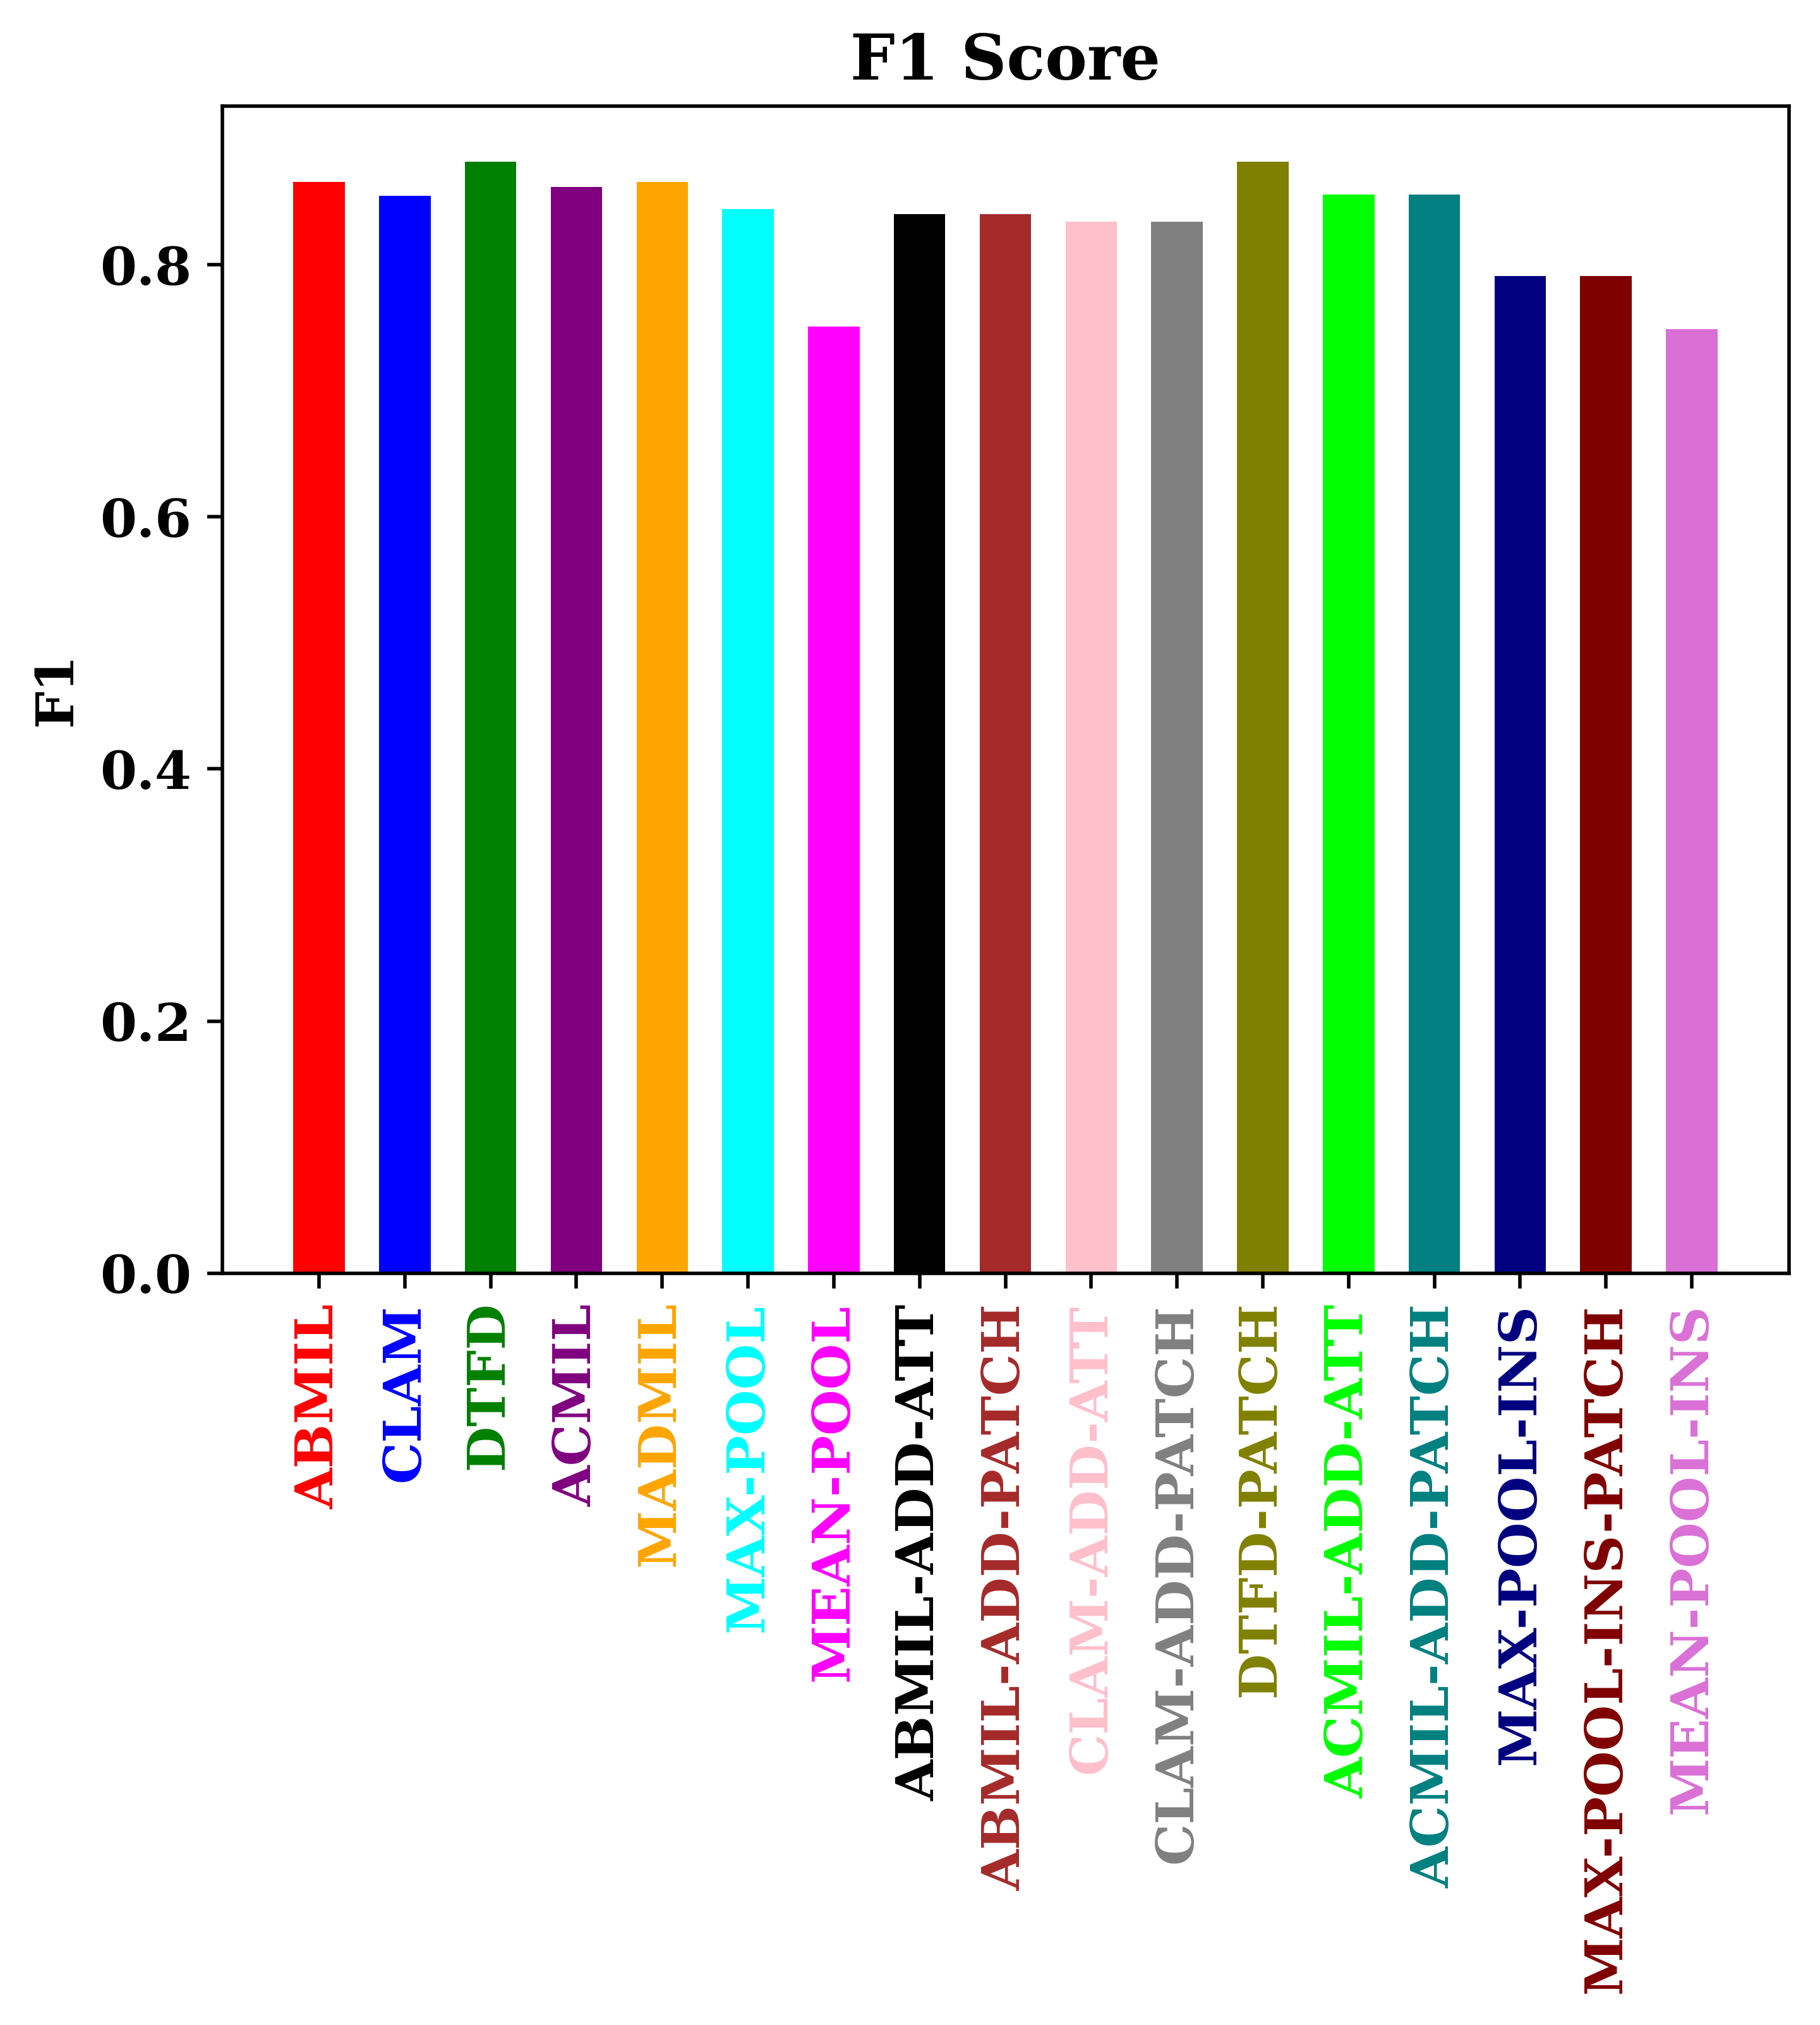 F1 Score
F1
0.8
0.6
0.4
0.2
0.0
ABMIL
CLAM
DTFD
ACMIL
MADMIL
MAX-POOL
MEAN-POOL
ABMIL-ADD-ATT
ABMIL-ADD-PATCH
CLAM-ADD-ATT
CLAM-ADD-PATCH
DTFD-PATCH
ACMIL-ADD-ATT
ACMIL-ADD-PATCH
MAX-POOL-INS
MAX-POOL-INS-PATCH
MEAN-POOL-INS